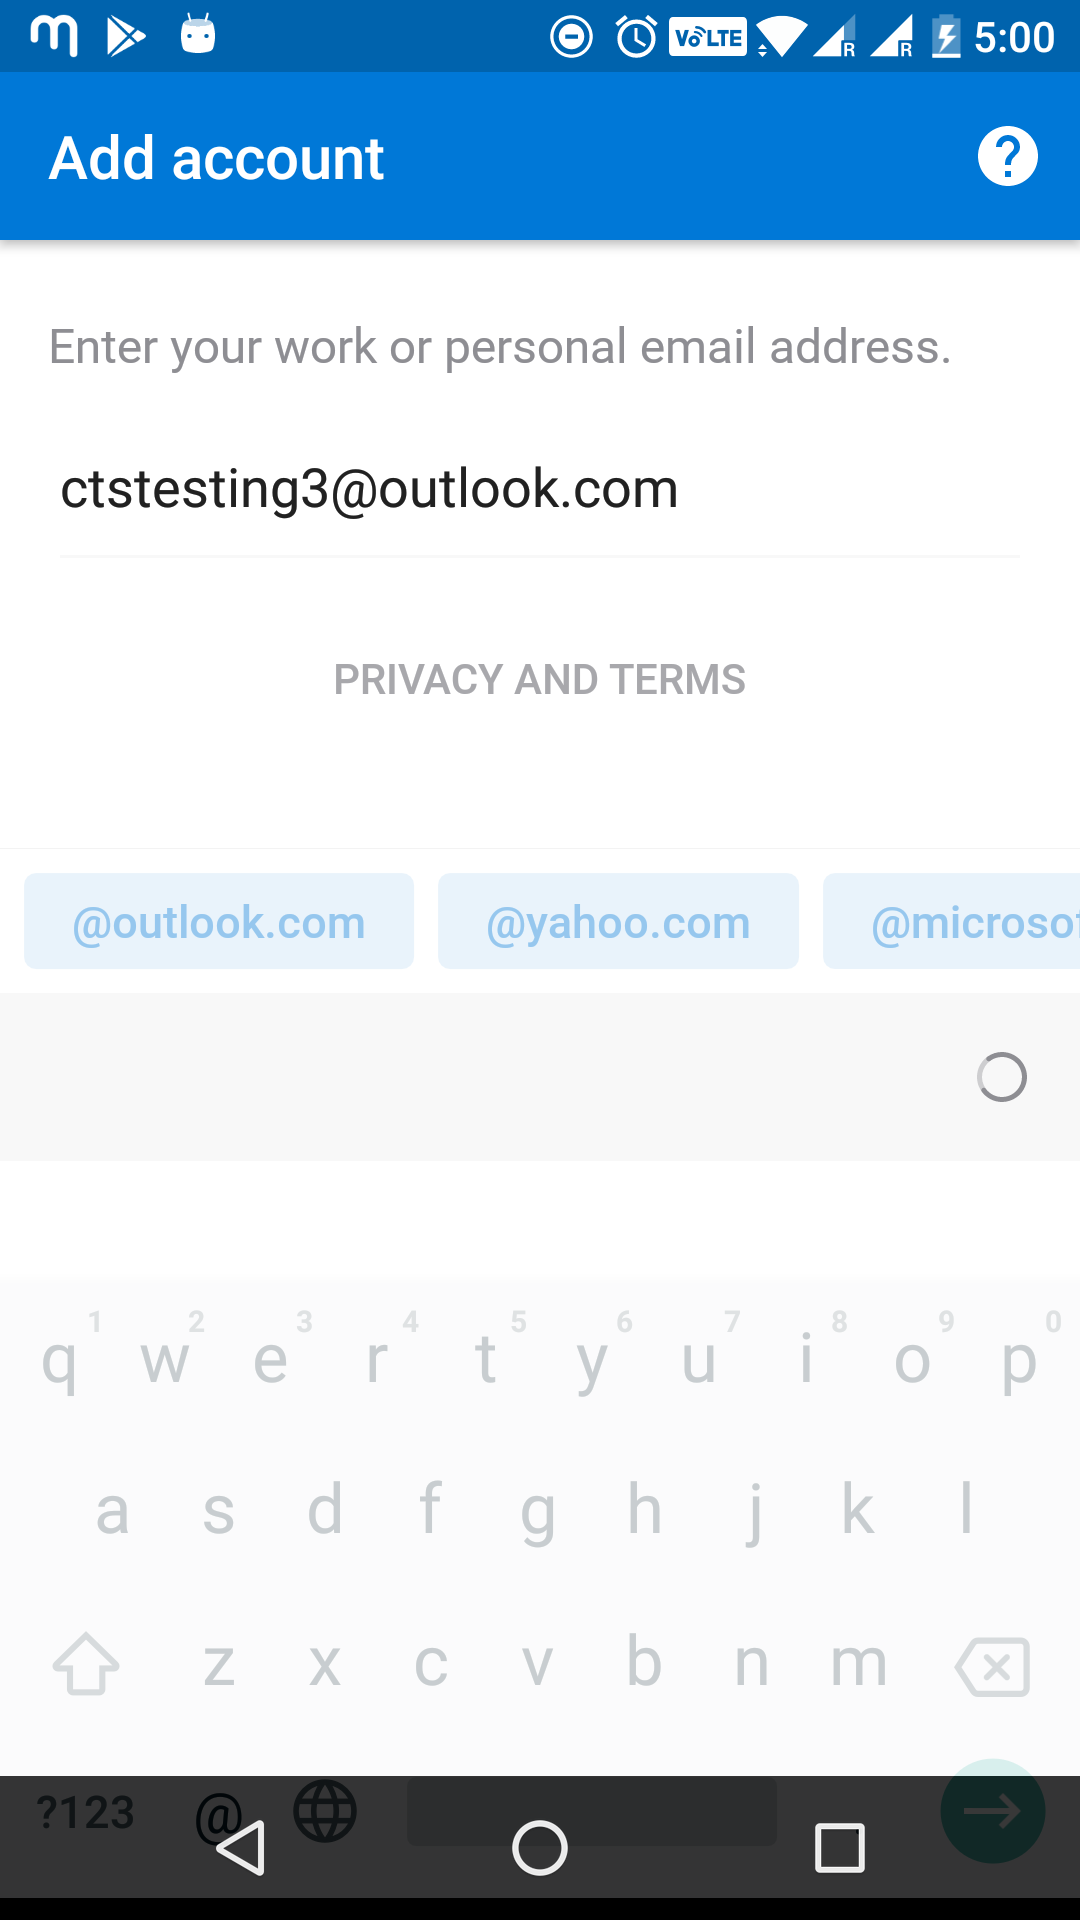 VoLTE R R 5:00
Add account
?
Enter your work or personal email address.
ctstesting3@outlook.com
PRIVACY AND TERMS
@outlook.com @yahoo.com @microsof
1 2 3 4 5 6 7 8 9 0
q w e r t y u i o p
a s d f g h j k l
z x c v b n m
?123 @